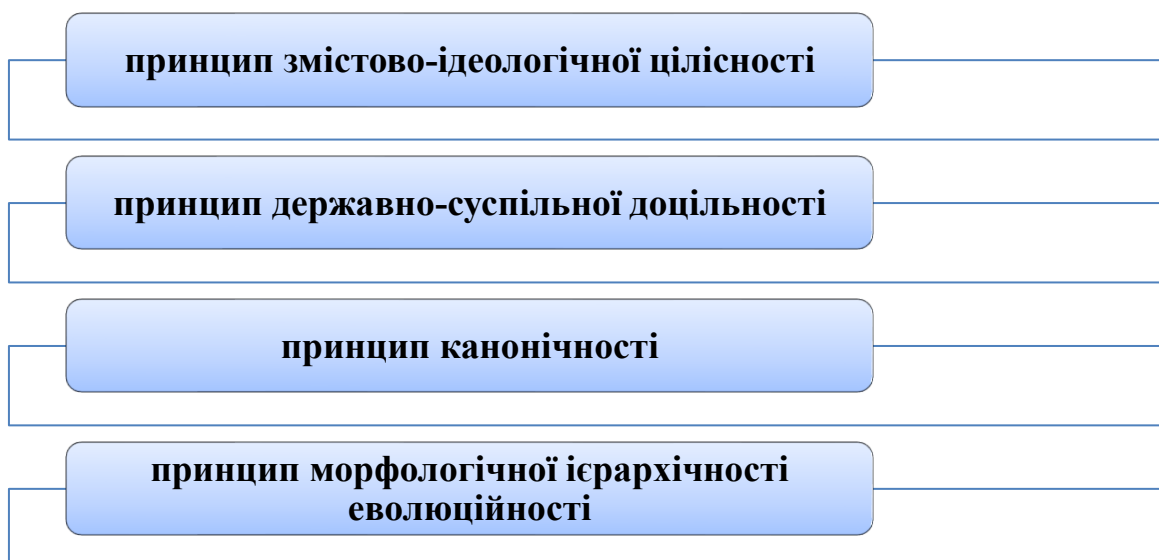 принцип змістово-ідеологічної цілісності
принцип державно-суспільної доцільності
принцип канонічності
принцип морфологічної ієрархічності
еволюційності